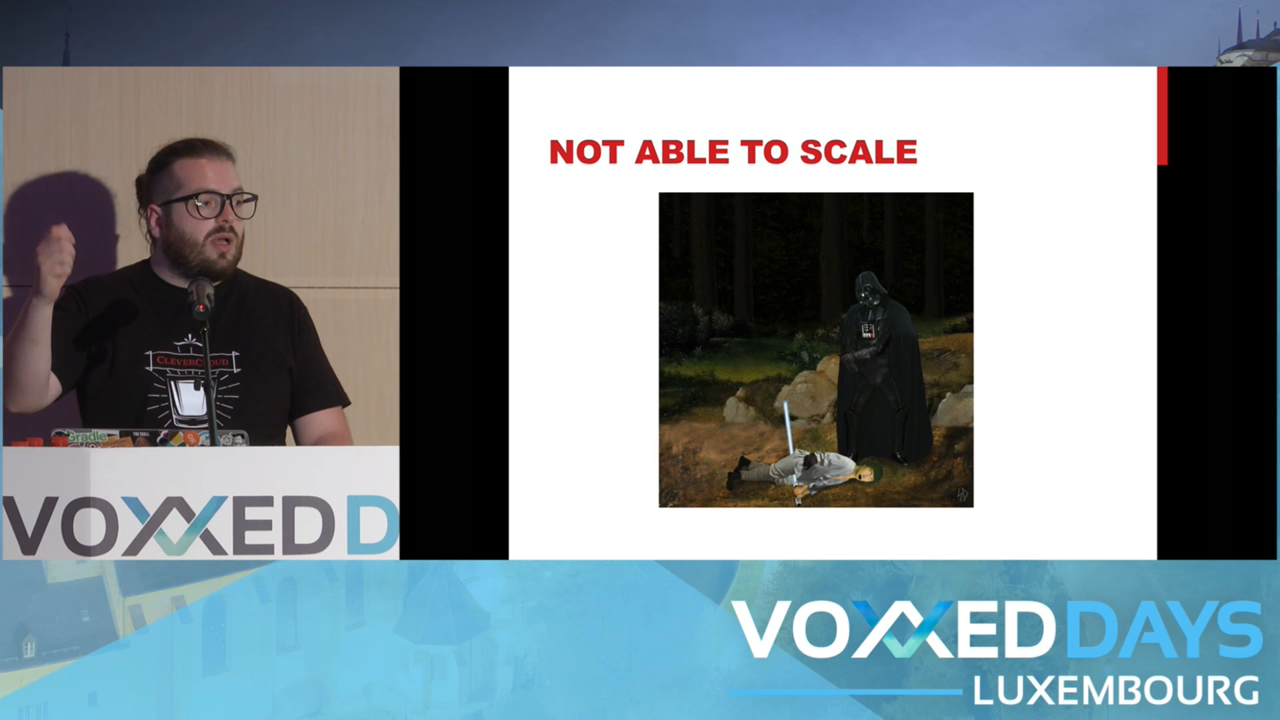 NOT ABLE TO SCALE
CLEVERCLOUD
Gradle
VOXXED D
VOXXED DAYS
LUXEMBOURG